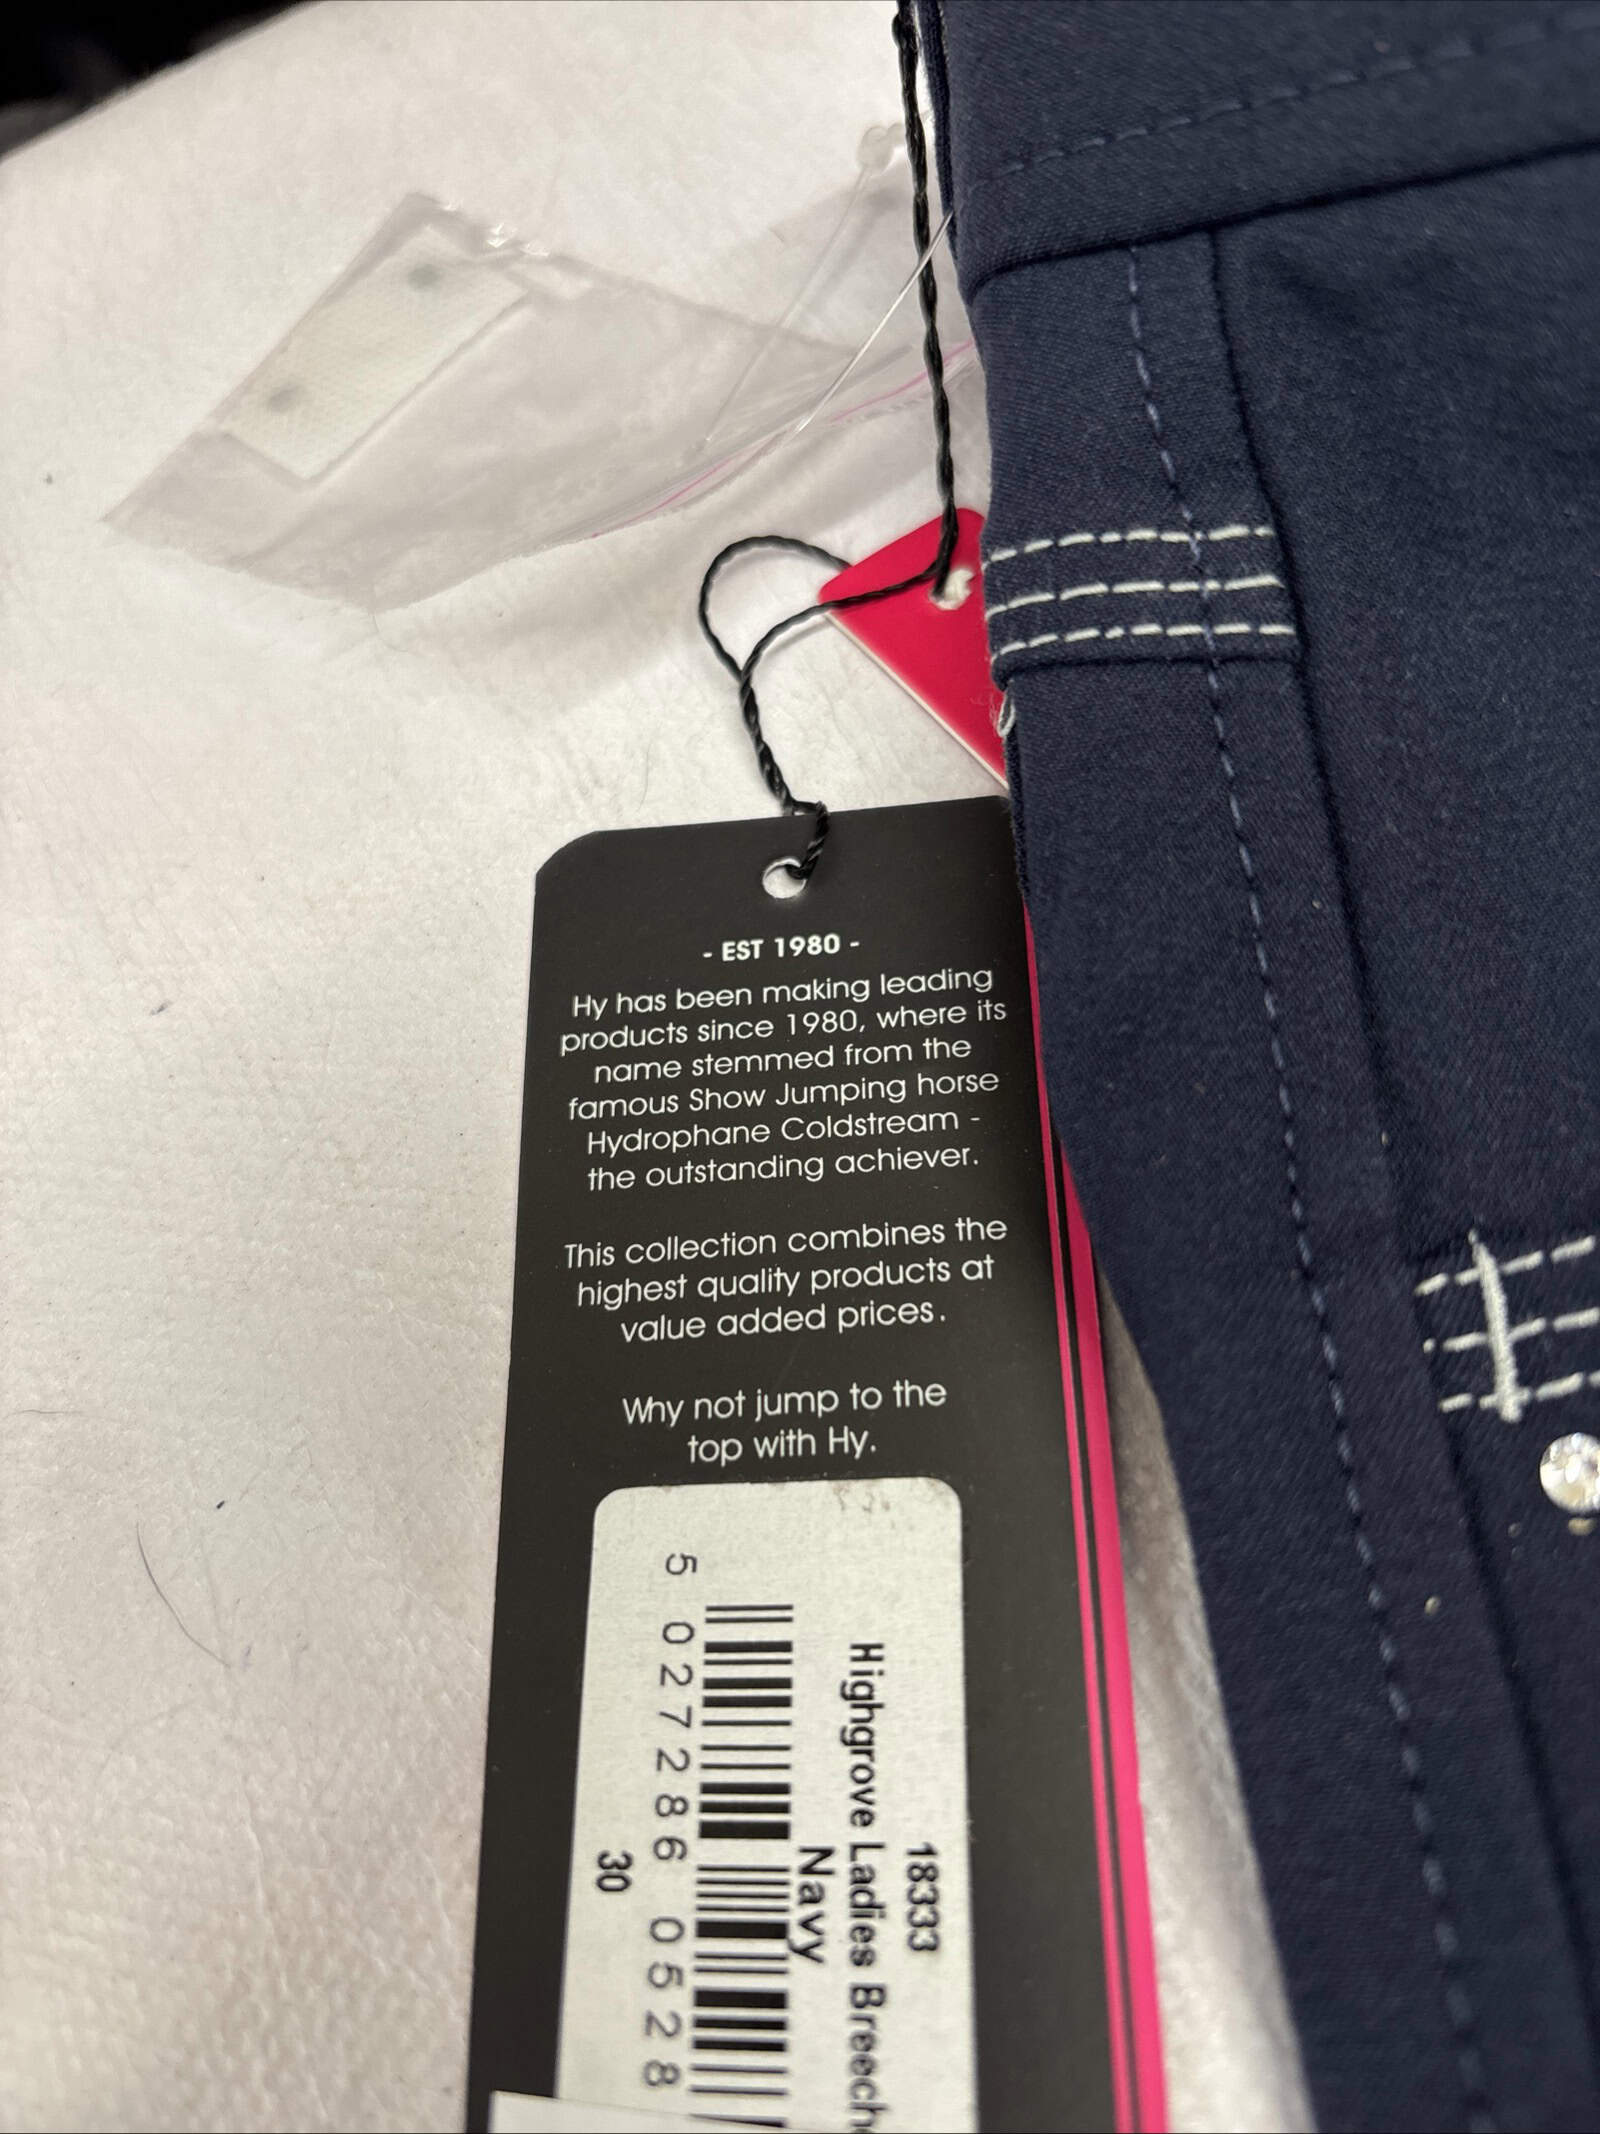 - EST 1980 -
Hy has been making leading
products since 1980, where its
name stemmed from the
famous Show Jumping horse
Hydrophane Coldstream -
the outstanding achiever.
This collection combines the
highest quality products at
value added prices.
Why not jump to the
top with Hy.
18333
Highgrove Ladies Breech
Navy
5 027286 0528
30